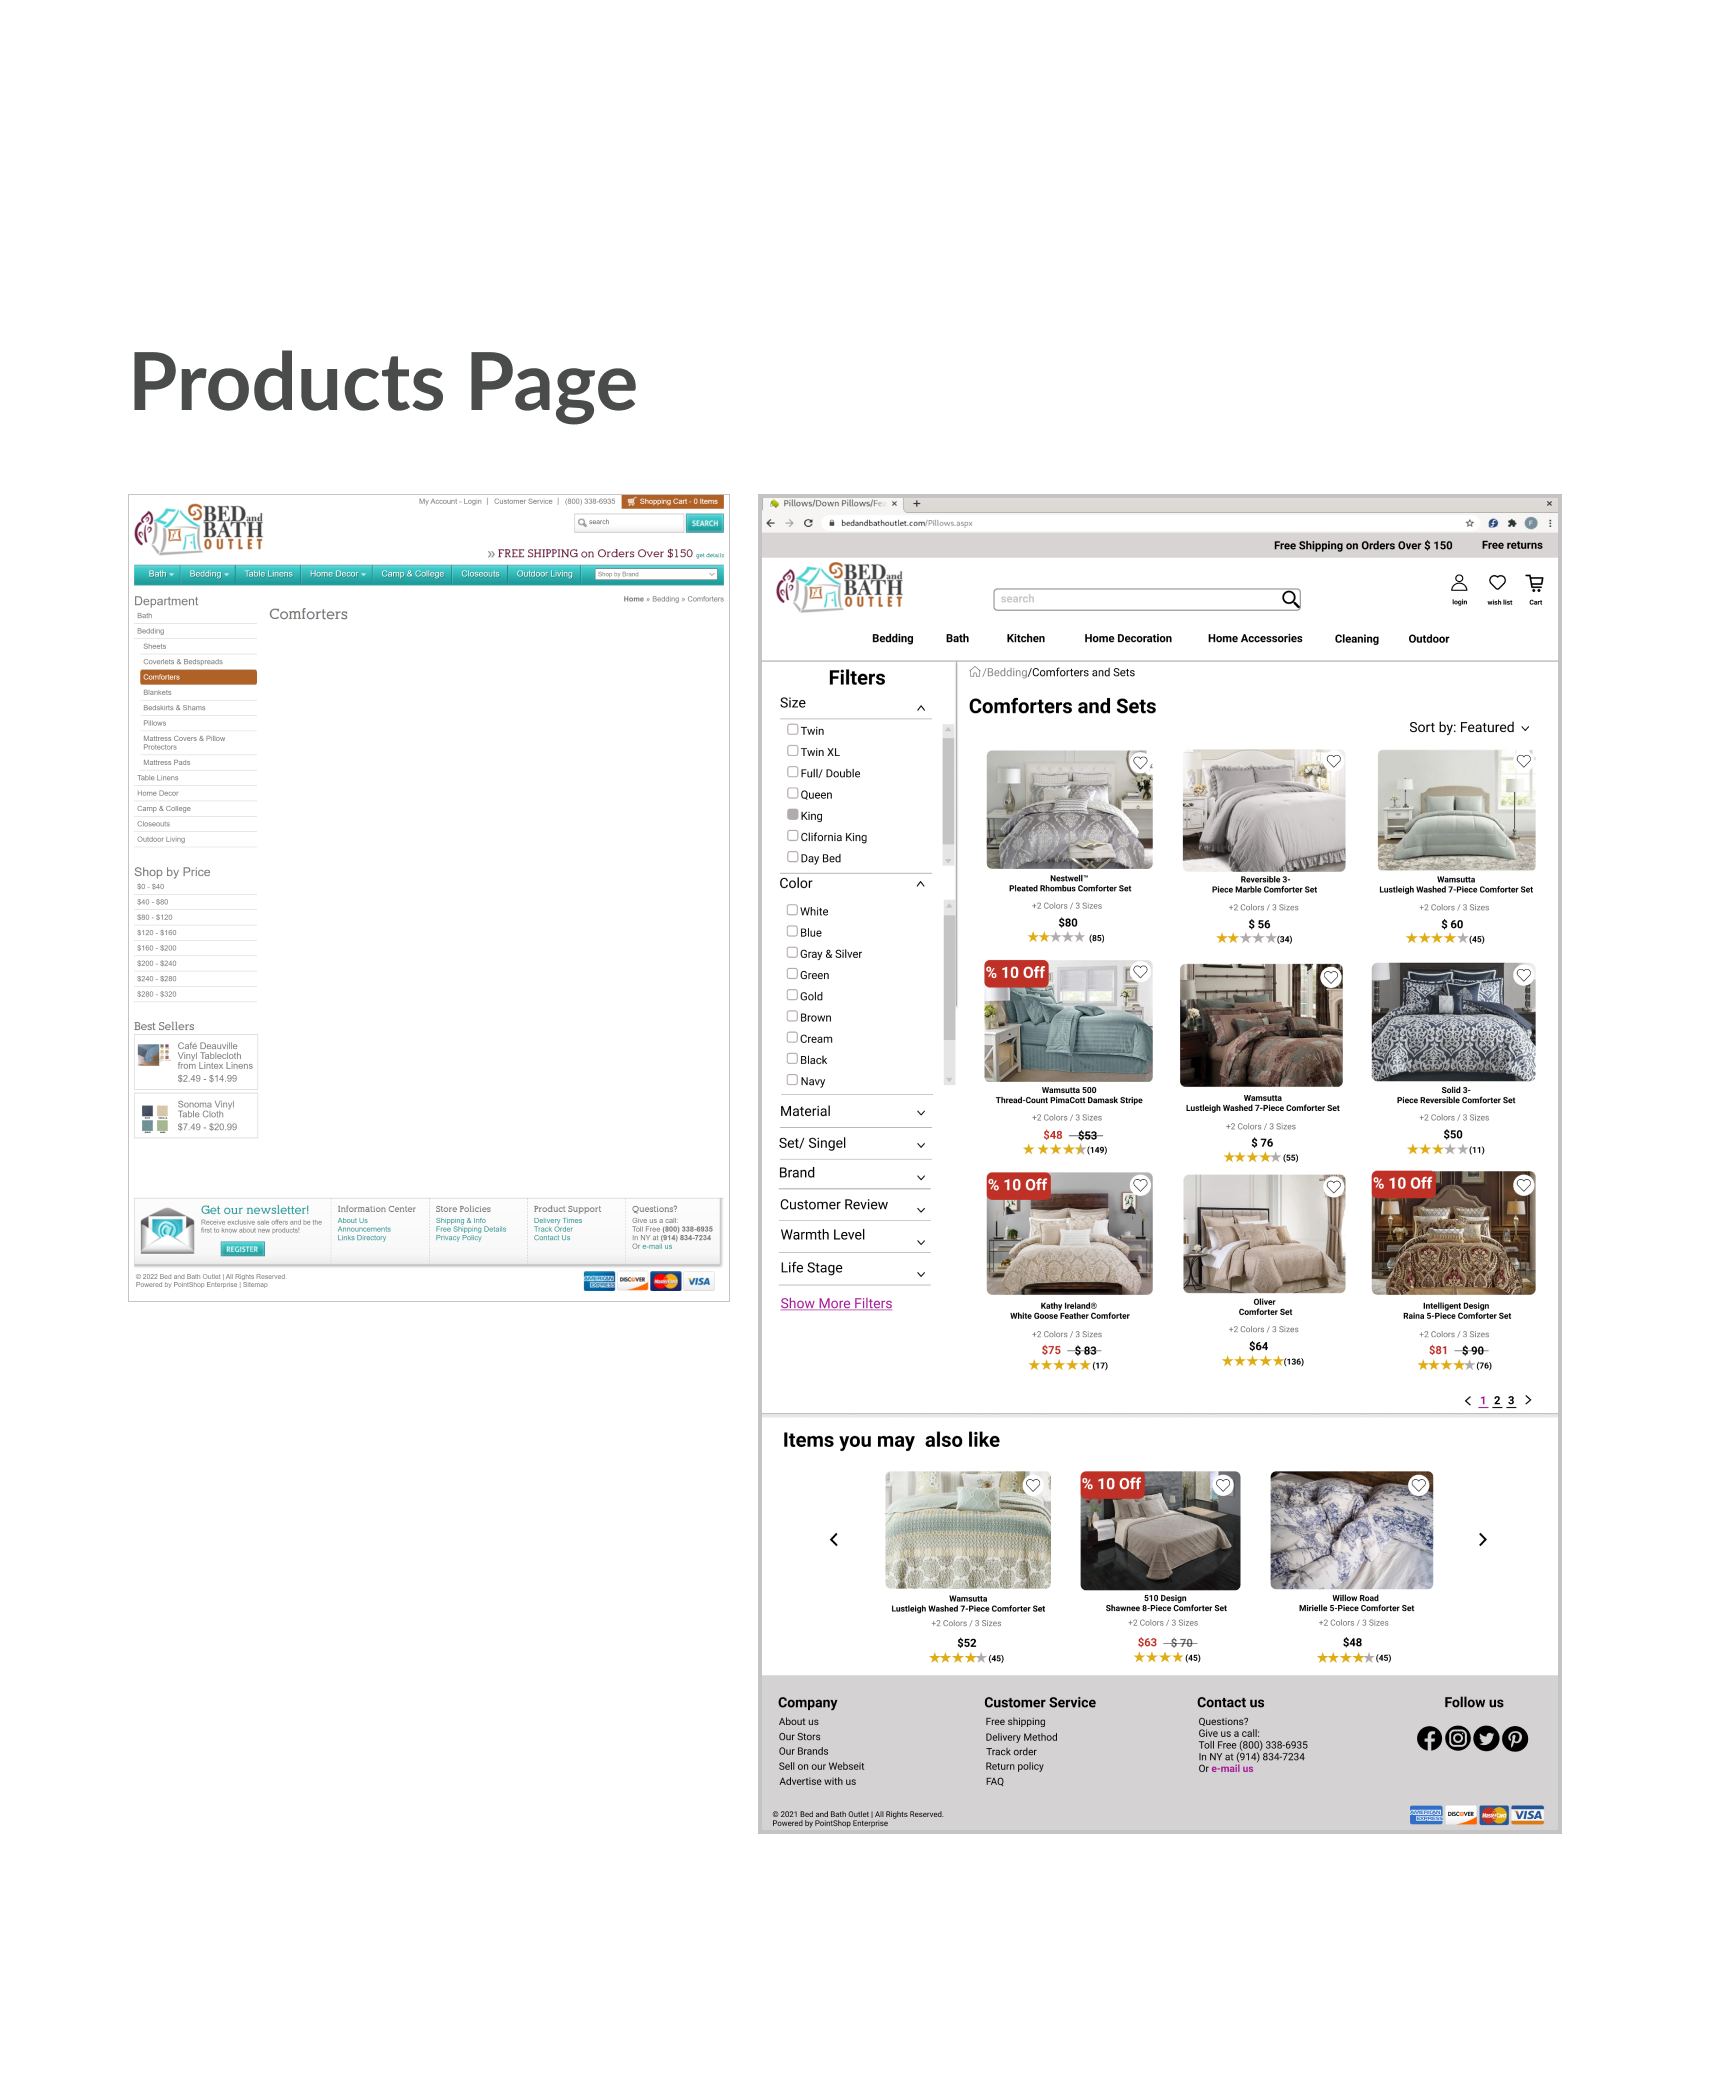 Products Page
My Account - Login | Customer Service | (800) 338-6935
Shopping Cart - 0 Items
BED and
BATH
OUTLET
search
SEARCH
» FREE SHIPPING on Orders Over $150 get details
Bath
Bedding
Table Linens
Home Decor
Camp & College
Closeouts
Outdoor Living
Shop by Brand
Home » Bedding » Comforters
Department
Bath
Bedding
Sheets
Coverlets & Bedspreads
Comforters
Blankets
Bedskirts & Shams
Pillows
Mattress Covers & Pillow
Protectors
Mattress Pads
Table Linens
Home Decor
Camp & College
Closeouts
Outdoor Living
Comforters
Shop by Price
$0 - $40
$40 - $80
$80 - $120
$120 - $160
$160 - $200
$200 - $240
$240 - $280
$280 - $320
Best Sellers
Café Deauville
Vinyl Tablecloth
from Lintex Linens
$2.49 - $14.99
Sonoma Vinyl
Table Cloth
$7.49 - $20.99
Get our newsletter!
Receive exclusive sale offers and be the
first to know about new products!
REGISTER
Information Center
About Us
Announcements
Links Directory
Store Policies
Shipping & Info
Free Shipping Details
Privacy Policy
Product Support
Delivery Times
Track Order
Contact Us
Questions?
Give us a call:
Toll Free (800) 338-6935
In NY at (914) 834-7234
Or e-mail us
© 2022 Bed and Bath Outlet | All Rights Reserved.
Powered by PointShop Enterprise | Sitemap
AMERICAN EXPRESS
DISCOVER
MasterCard
VISA
Pillows/Down Pillows/Fe
bedandbathoutlet.com/Pillows.aspx
F
Free Shipping on Orders Over $ 150
Free returns
BED and
BATH
OUTLET
search
login
wish list
Cart
Bedding
Bath
Kitchen
Home Decoration
Home Accessories
Cleaning
Outdoor
Filters
Size
Twin
Twin XL
Full/ Double
Queen
King
Clifornia King
Day Bed
Color
White
Blue
Gray & Silver
Green
Gold
Brown
Cream
Black
Navy
Material
Set/ Singel
Brand
Customer Review
Warmth Level
Life Stage
Show More Filters
/Bedding/Comforters and Sets
Comforters and Sets
Sort by: Featured
Nestwell™
Pleated Rhombus Comforter Set
+2 Colors / 3 Sizes
$80
(85)
Reversible 3-
Piece Marble Comforter Set
+2 Colors / 3 Sizes
$ 56
(34)
Wamsutta
Lustleigh Washed 7-Piece Comforter Set
+2 Colors / 3 Sizes
$ 60
(45)
% 10 Off
Wamsutta 500
Thread-Count PimaCott Damask Stripe
+2 Colors / 3 Sizes
$48 $53
(149)
Wamsutta
Lustleigh Washed 7-Piece Comforter Set
+2 Colors / 3 Sizes
$ 76
(55)
Solid 3-
Piece Reversible Comforter Set
+2 Colors / 3 Sizes
$50
(11)
% 10 Off
Kathy Ireland®
White Goose Feather Comforter
+2 Colors / 3 Sizes
$75 $ 83
(17)
Oliver
Comforter Set
+2 Colors / 3 Sizes
$64
(136)
% 10 Off
Intelligent Design
Raina 5-Piece Comforter Set
+2 Colors / 3 Sizes
$81 $ 90
(76)
< 1 2 3 >
Items you may also like
Wamsutta
Lustleigh Washed 7-Piece Comforter Set
+2 Colors / 3 Sizes
$52
(45)
% 10 Off
510 Design
Shawnee 8-Piece Comforter Set
+2 Colors / 3 Sizes
$63 $ 70
(45)
Willow Road
Mirielle 5-Piece Comforter Set
+2 Colors / 3 Sizes
$48
(45)
Company
About us
Our Stors
Our Brands
Sell on our Webseit
Advertise with us
Customer Service
Free shipping
Delivery Method
Track order
Return policy
FAQ
Contact us
Questions?
Give us a call:
Toll Free (800) 338-6935
In NY at (914) 834-7234
Or e-mail us
Follow us
© 2021 Bed and Bath Outlet | All Rights Reserved.
Powered by PointShop Enterprise
AMERICAN EXPRESS
DISCOVER
MasterCard
VISA